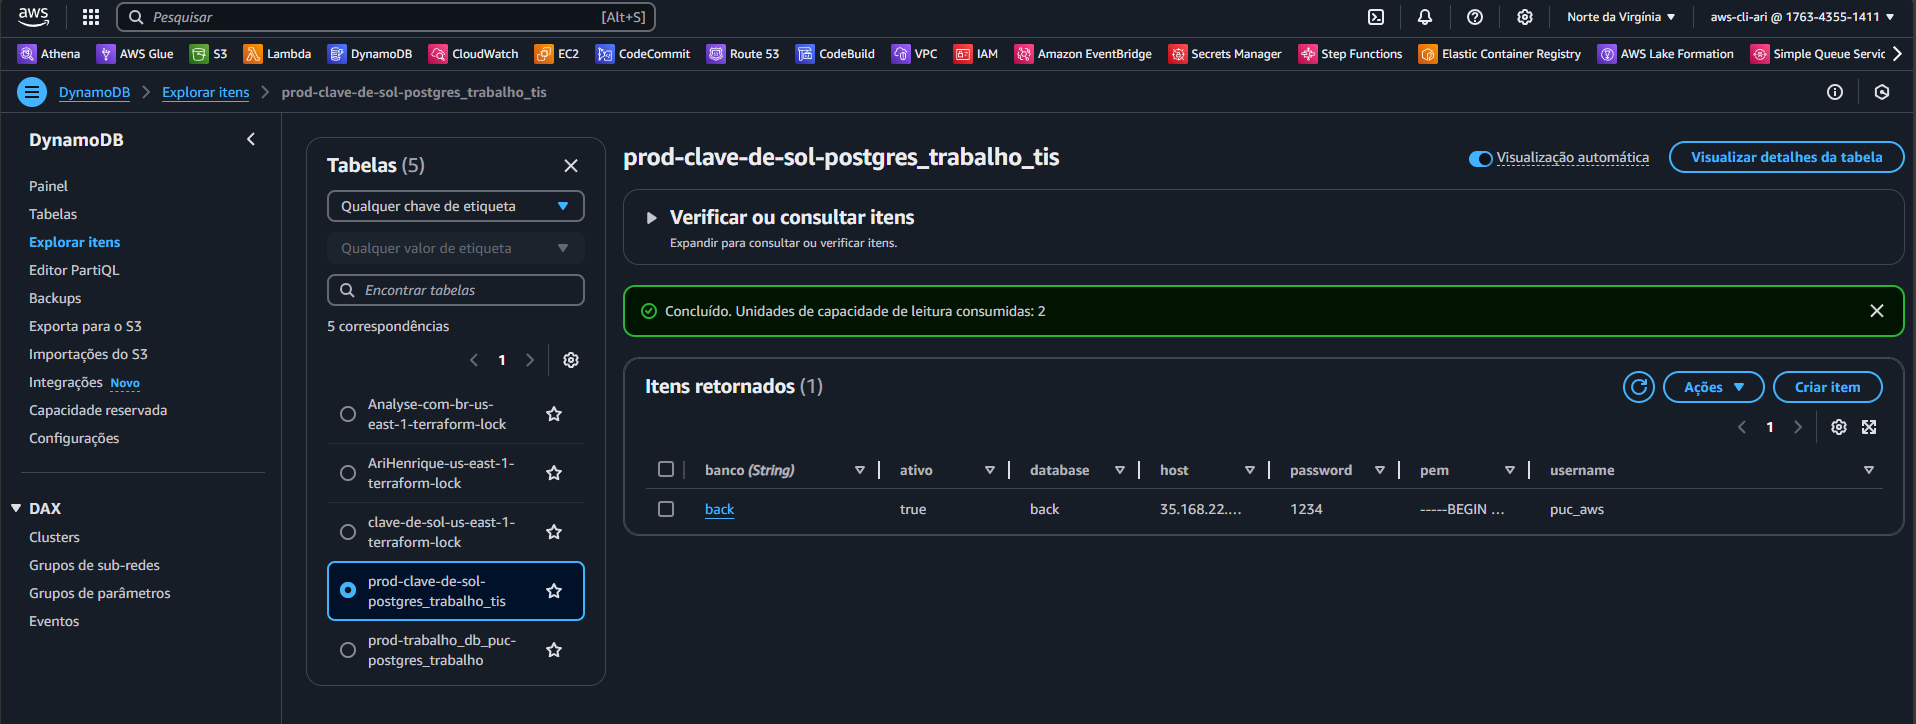 aws
Pesquisar [Alt+S]
Norte da Virgínia
aws-cli-ari @ 1763-4355-1411
Athena AWS Glue S3 Lambda DynamoDB CloudWatch EC2 CodeCommit Route 53 CodeBuild VPC IAM Amazon EventBridge Secrets Manager Step Functions Elastic Container Registry AWS Lake Formation Simple Queue Servic
DynamoDB Explorar itens prod-clave-de-sol-postgres_trabalho_tis
DynamoDB
Painel
Tabelas
Explorar itens
Editor PartiQL
Backups
Exporta para o S3
Importações do S3
Integrações Novo
Capacidade reservada
Configurações
DAX
Clusters
Grupos de sub-redes
Grupos de parâmetros
Eventos
Tabelas (5)
Qualquer chave de etiqueta
Qualquer valor de etiqueta
Encontrar tabelas
5 correspondências
1
Analyse-com-br-us-
east-1-terraform-lock
AriHenrique-us-east-1-
terraform-lock
clave-de-sol-us-east-1-
terraform-lock
prod-clave-de-sol-
postgres_trabalho_tis
prod-trabalho_db_puc-
postgres_trabalho
prod-clave-de-sol-postgres_trabalho_tis
Visualização automática
Visualizar detalhes da tabela
Verificar ou consultar itens
Expandir para consultar ou verificar itens.
Concluído. Unidades de capacidade de leitura consumidas: 2
Itens retornados (1)
Ações
Criar item
1
banco (String) ativo database host password pem username
back true back 35.168.22.… 1234 -----BEGIN … puc_aws